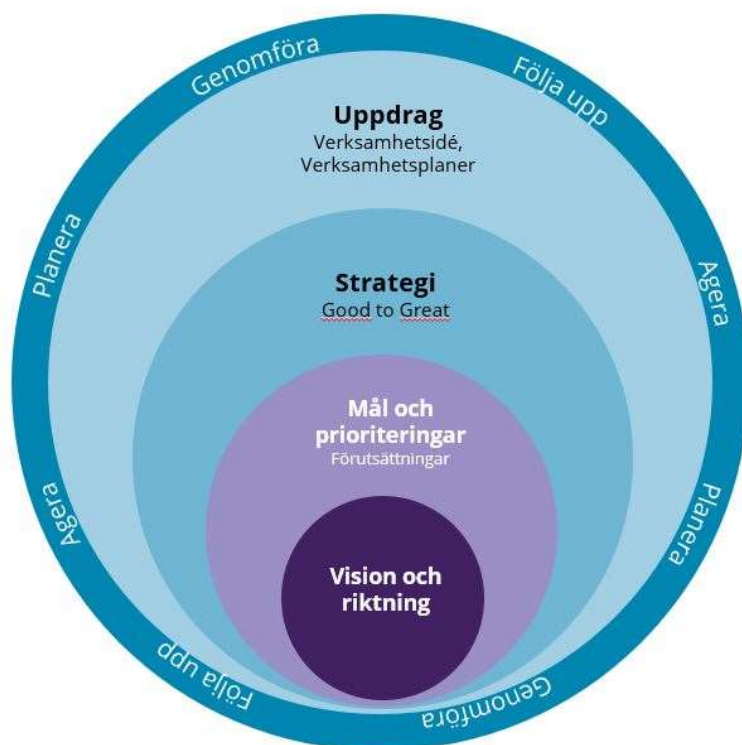 Genomföra
Följa upp
Agera
Planera
Genomföra
Följa upp
Agera
Planera
Uppdrag
Verksamhetsidé,
Verksamhetsplaner
Strategi
Good to Great
Mål och
prioriteringar
Förutsättningar
Vision och
riktning